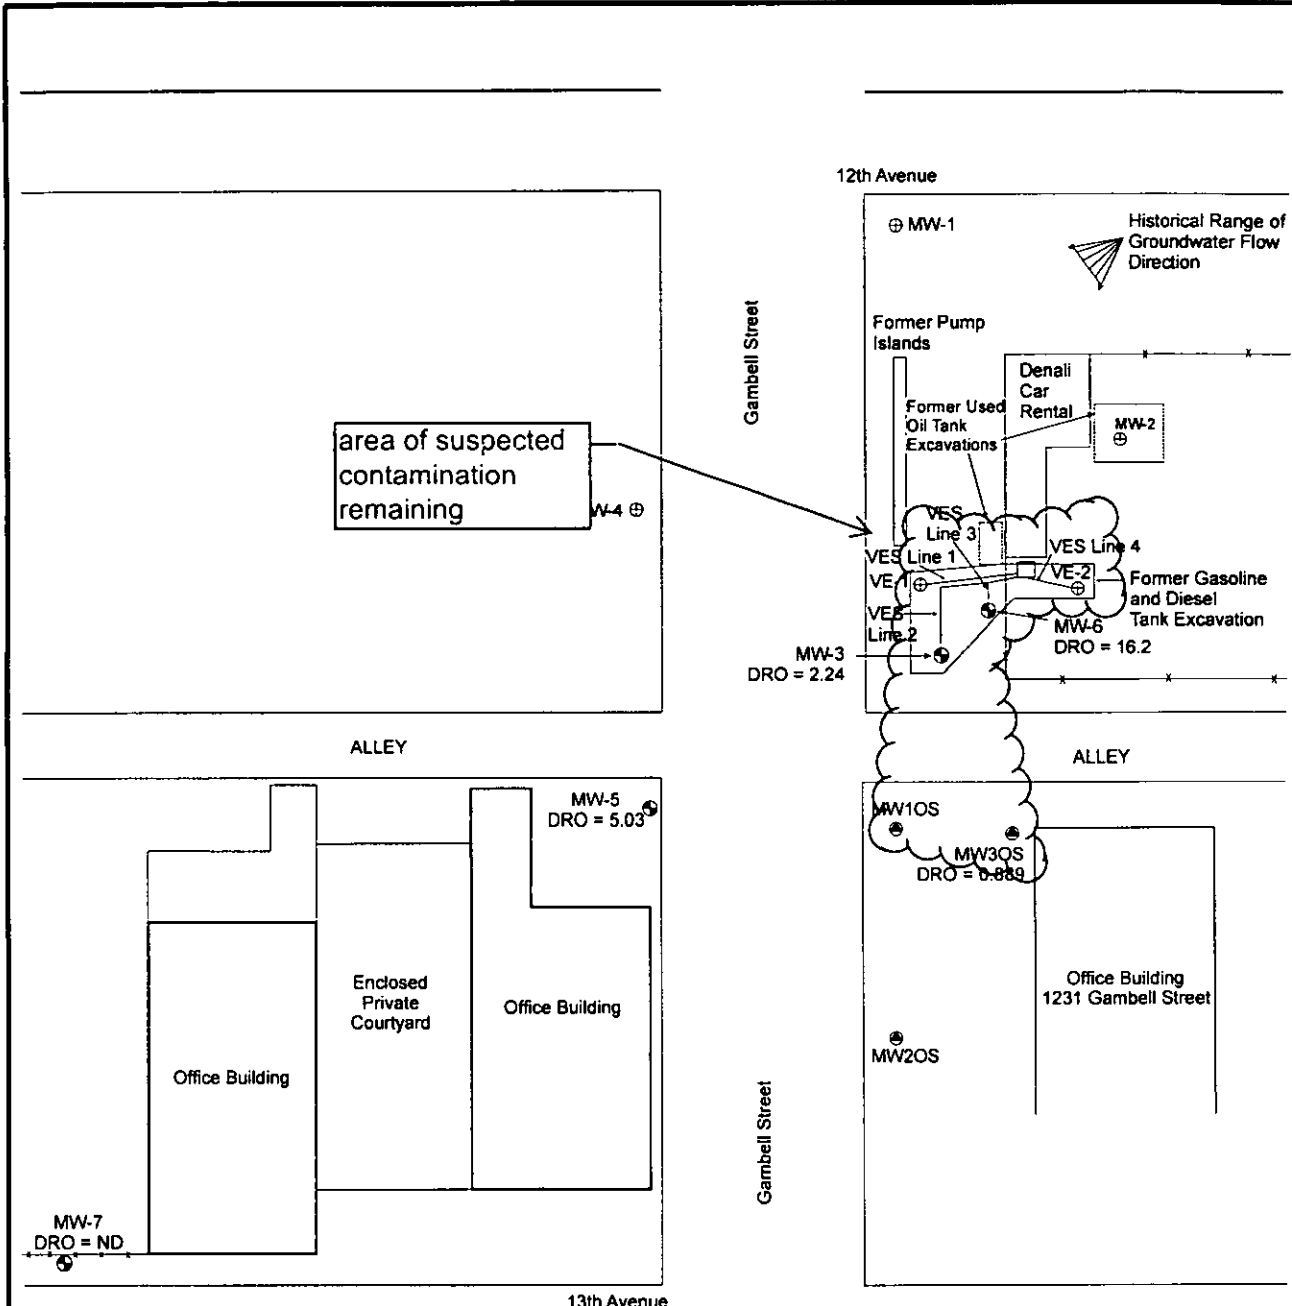 12th Avenue
MW-1
Historical Range of
Groundwater Flow
Direction
Gambell Street
Former Pump
Islands
Denali
Car
Rental
Former Used
Oil Tank
Excavations
MW-2
area of suspected
contamination
remaining
W-4
VES
Line 3
VES Line 1
VES Line 4
VE-1
VE-2
Former Gasoline
and Diesel
Tank Excavation
VES
Line 2
MW-6
DRO = 16.2
MW-3
DRO = 2.24
ALLEY
ALLEY
MW-5
DRO = 5.03
MW1OS
MW3OS
DRO = 0.889
Enclosed
Private
Courtyard
Office Building
Office Building
1231 Gambell Street
MW2OS
Office Building
Gambell Street
MW-7
DRO = ND
13th Avenue